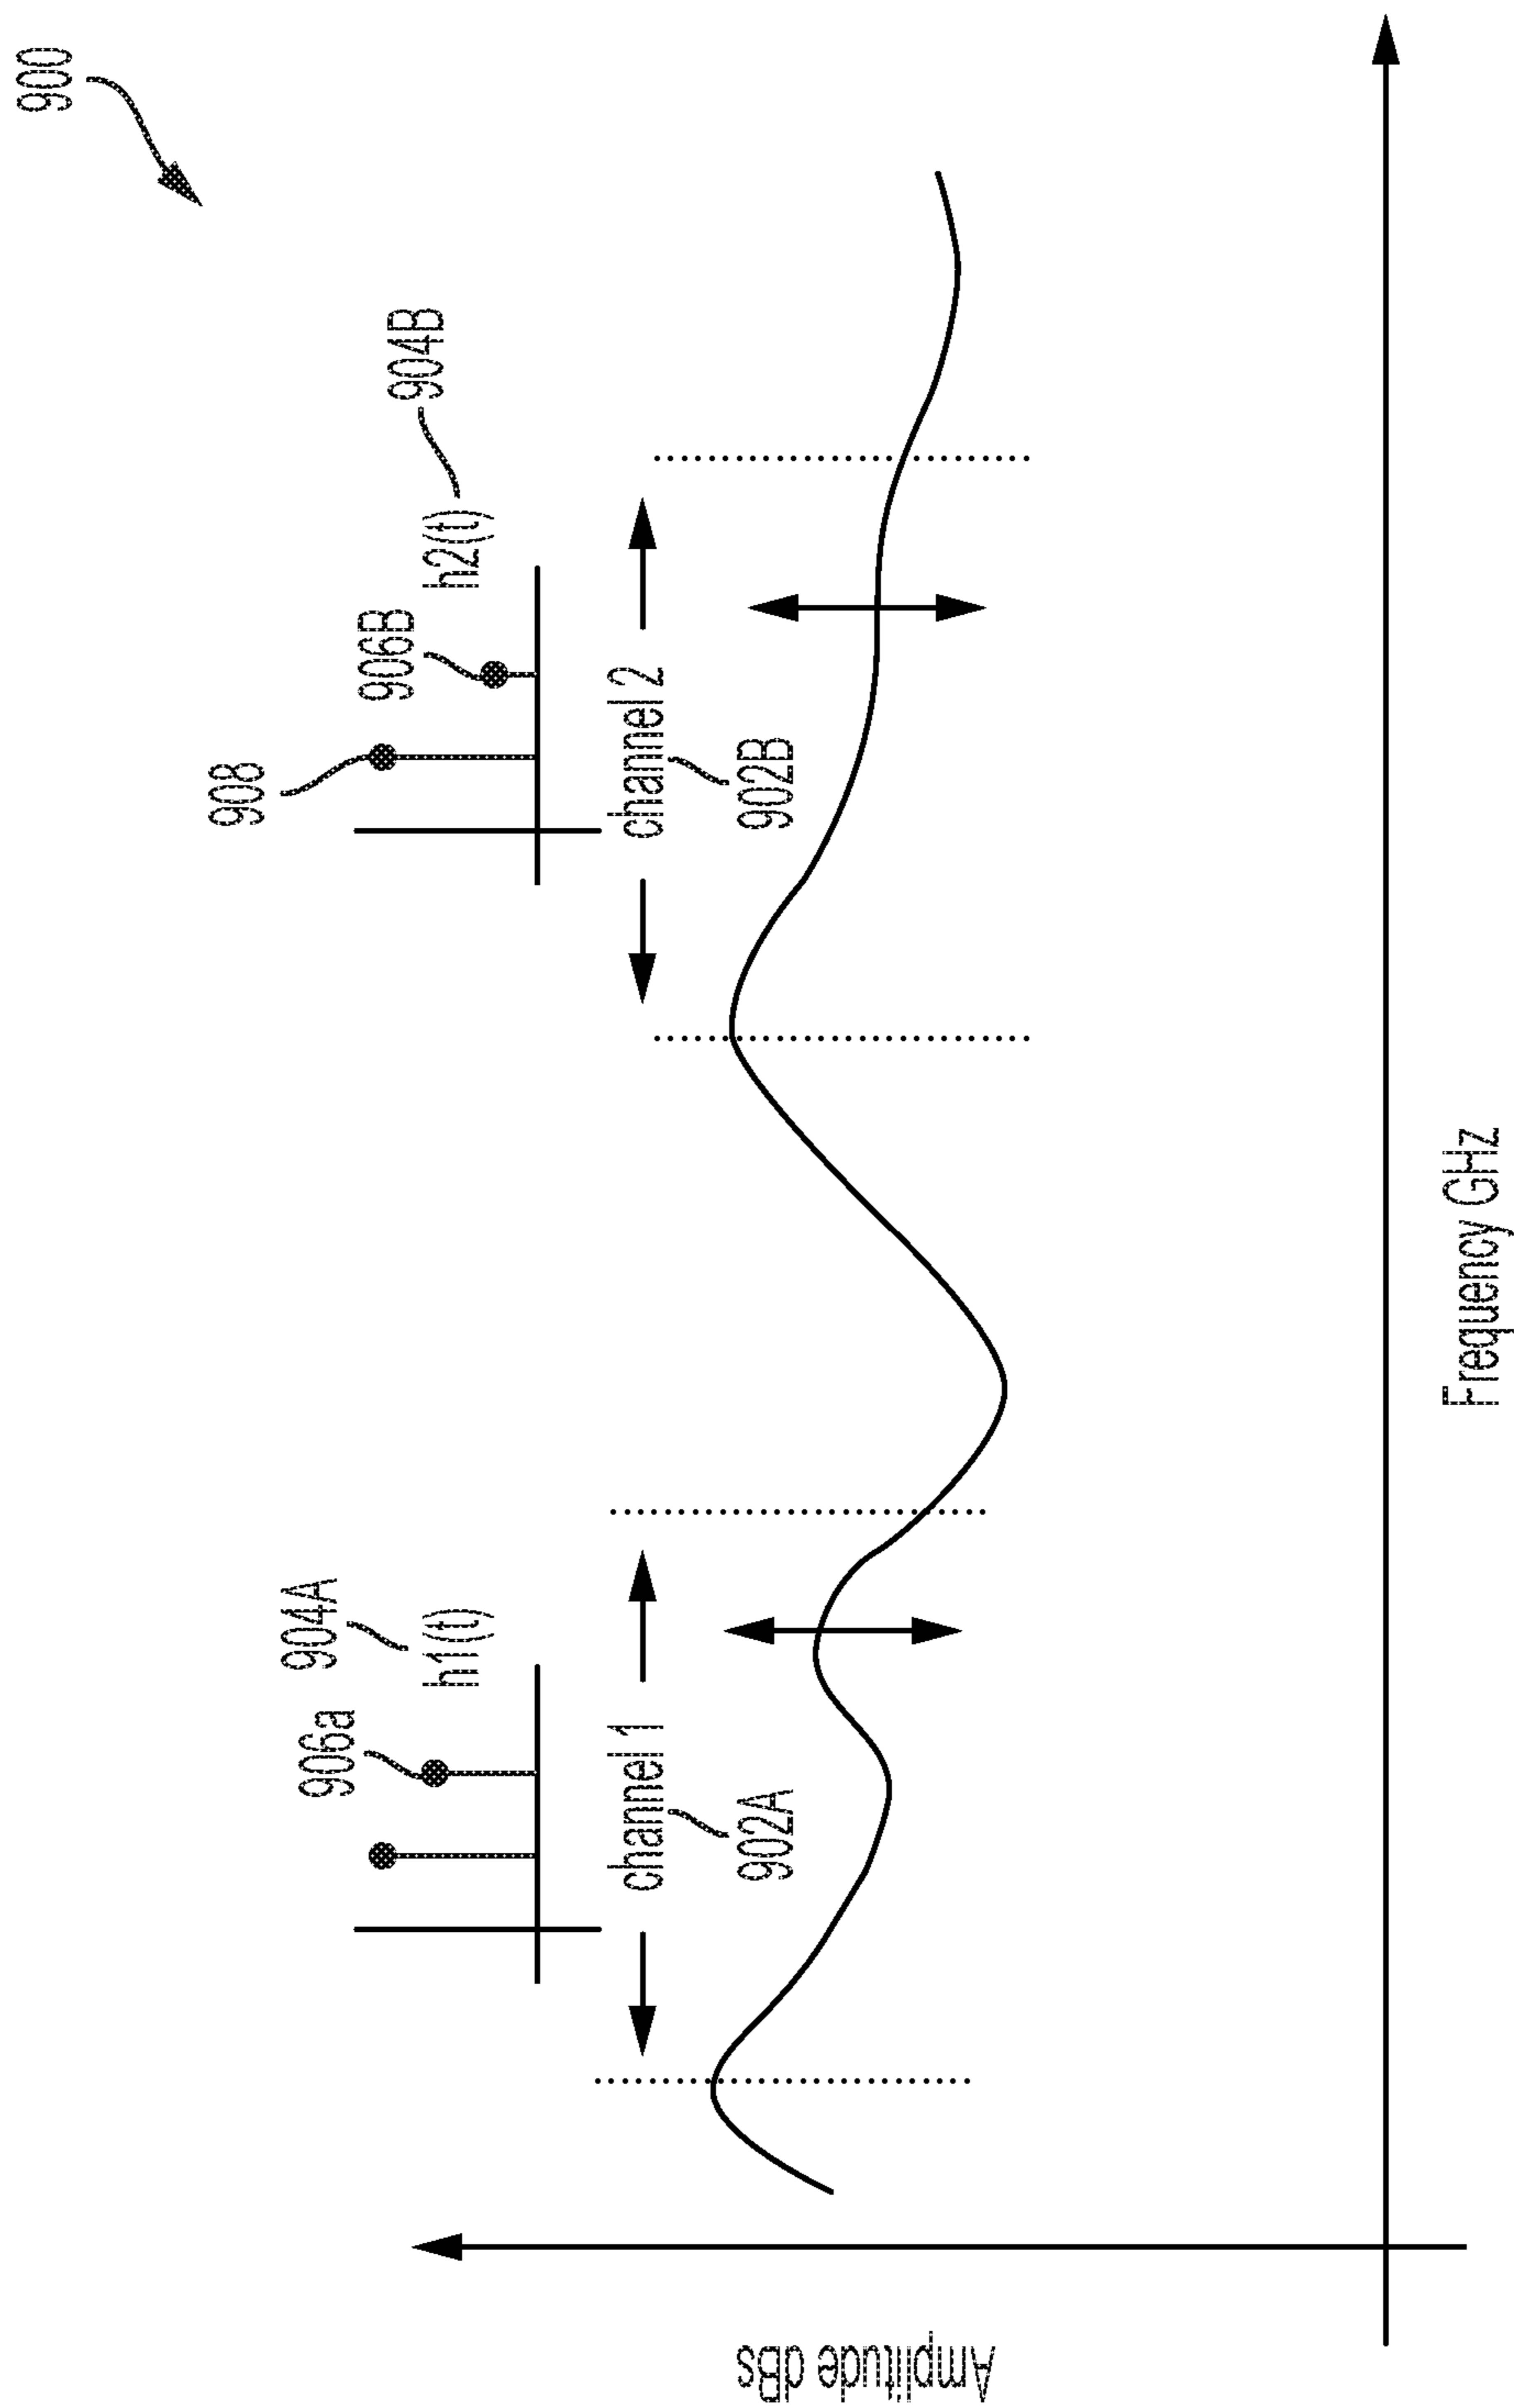 900
904A
h1(t)
906a
channel 1
902A
908
906B
904B
h2(t)
channel 2
902B
Amplitude dBs
Frequency GHz